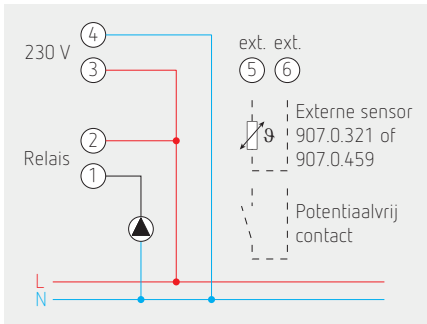 4
230 V
3
ext. ext.
5 6
2
Relais
1
ϑ
Externe sensor
907.0.321 of
907.0.459
Potentiaalvrij
contact
L
N